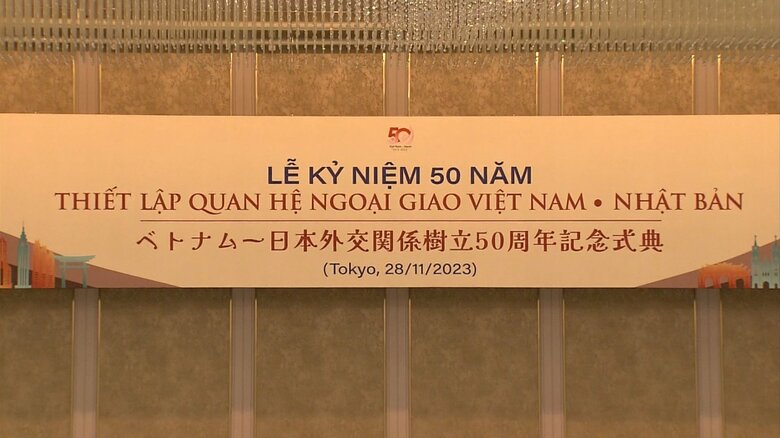 50
LỄ KỶ NIỆM 50 NĂM
THIẾT LẬP QUAN HỆ NGOẠI GIAO VIỆT NAM • NHẬT BẢN
ベトナム〜日本外交関係樹立50周年記念式典
(Tokyo, 28/11/2023)